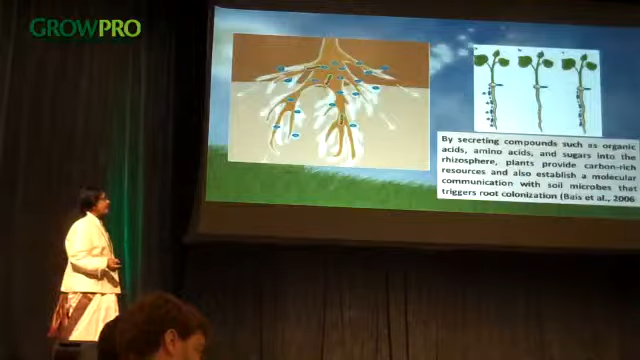 GROWPRO
By secreting compounds such as organic
acids, amino acids, and sugars into the
rhizosphere, plants provide carbon-rich
resources and also establish a molecular
communication with soil microbes that
triggers root colonization (Bais et al., 2006